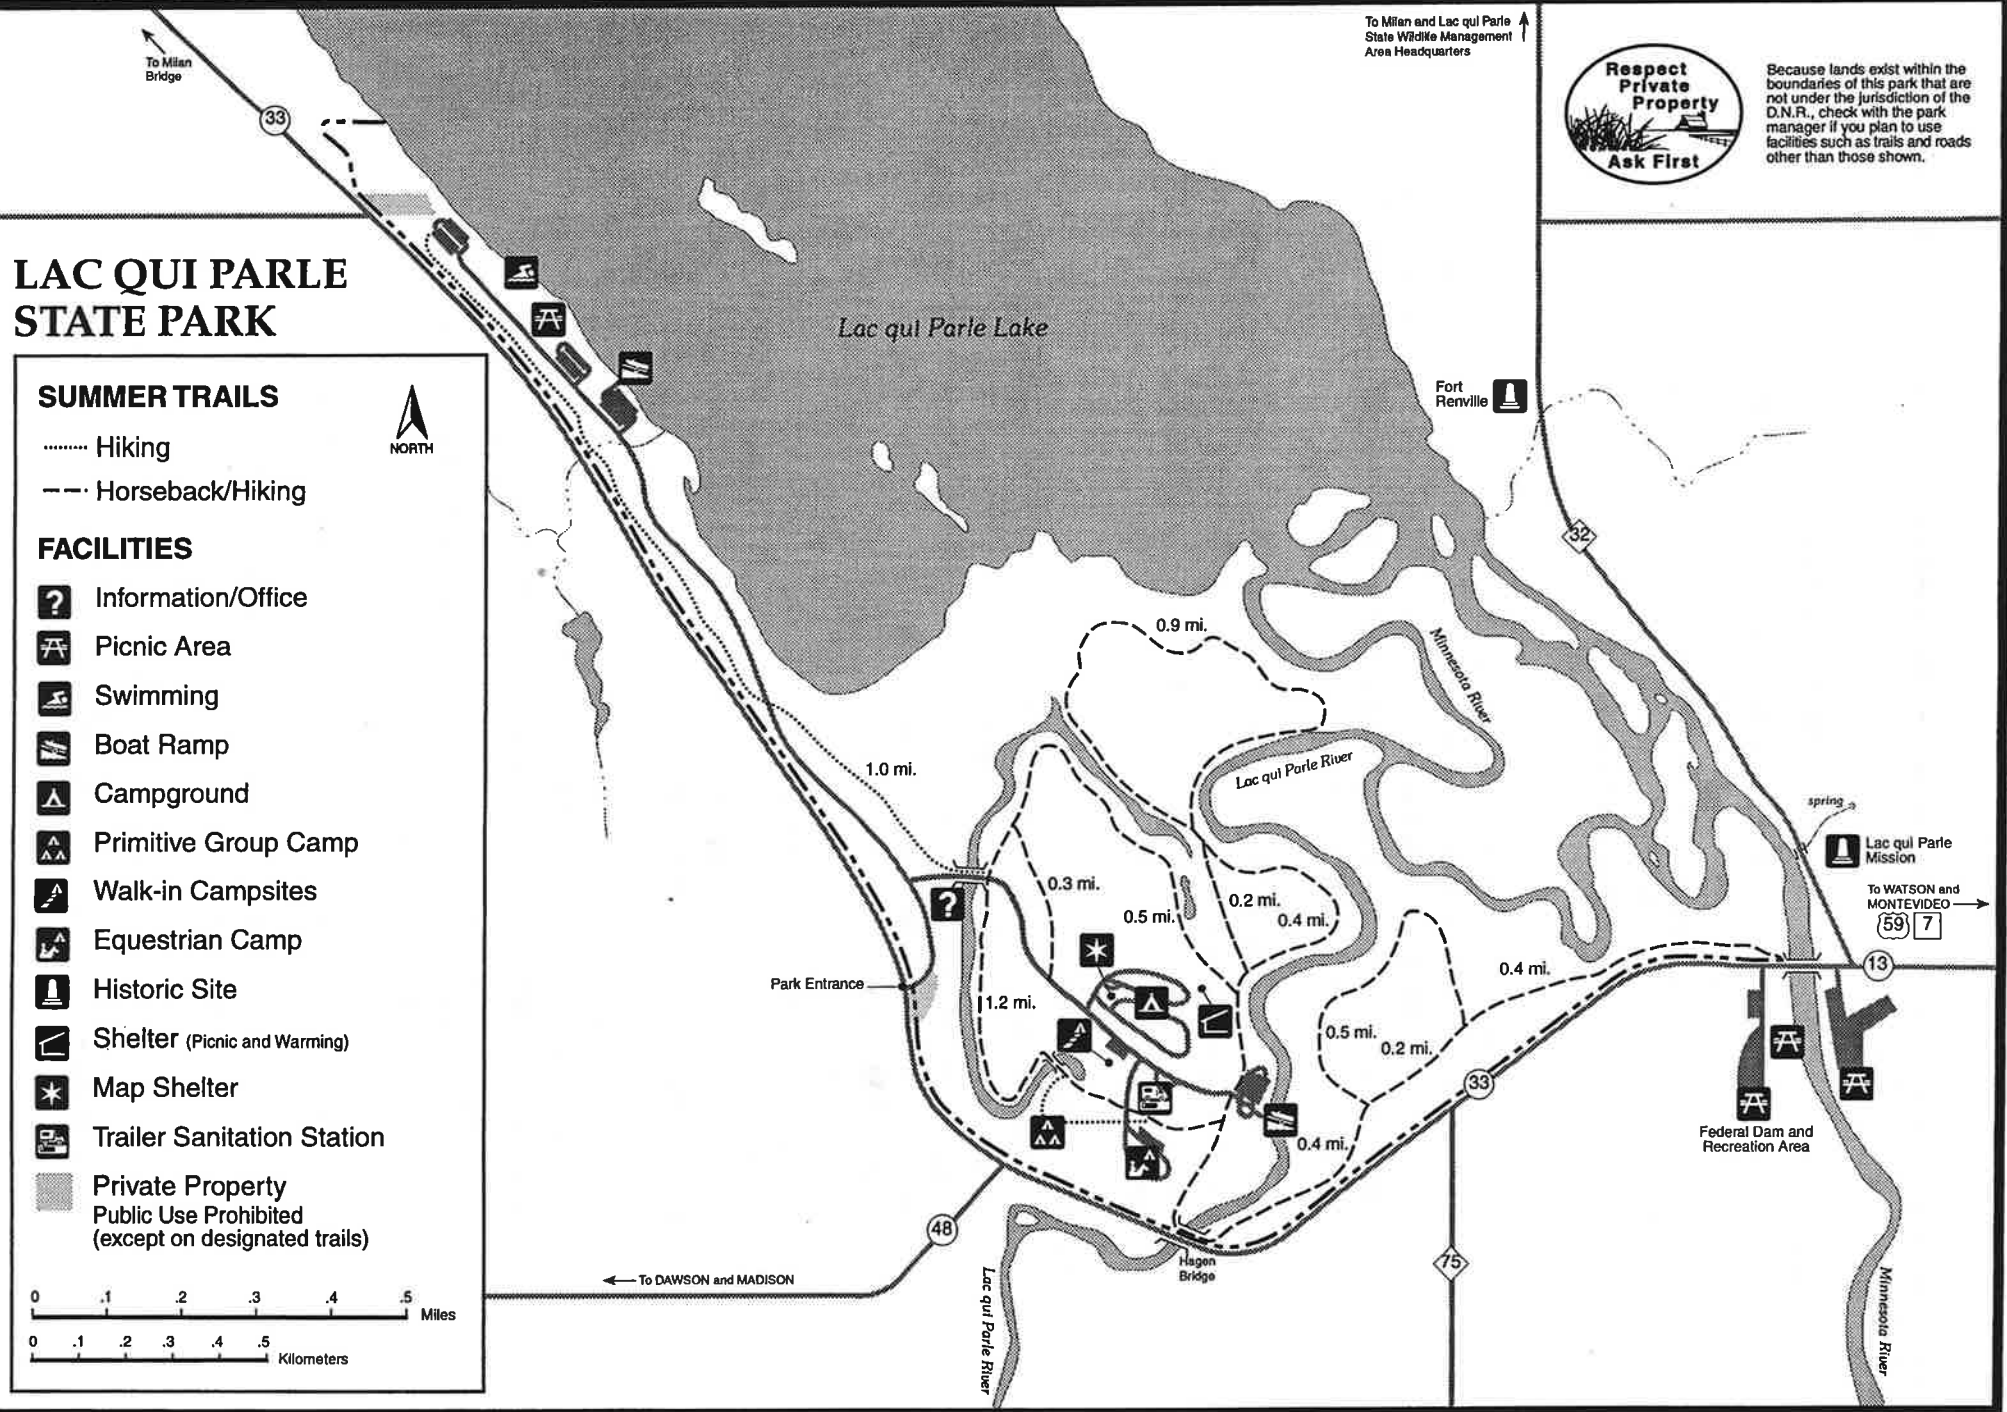 To Milan
Bridge
33
To Milan and Lac qui Parle
State Wildlife Management
Area Headquarters
Respect
Private
Property
Ask First
Because lands exist within the
boundaries of this park that are
not under the jurisdiction of the
D.N.R., check with the park
manager if you plan to use
facilities such as trails and roads
other than those shown.
LAC QUI PARLE
STATE PARK
SUMMER TRAILS
Hiking
Horseback/Hiking
NORTH
FACILITIES
? Information/Office
Picnic Area
Swimming
Boat Ramp
Campground
Primitive Group Camp
Walk-in Campsites
Equestrian Camp
Historic Site
Shelter (Picnic and Warming)
Map Shelter
Trailer Sanitation Station
Private Property
Public Use Prohibited
(except on designated trails)
0 .1 .2 .3 .4 .5
Miles
0 .1 .2 .3 .4 .5
Kilometers
Lac qui Parle Lake
Fort
Renville
32
0.9 mi.
Minnesota River
Lac qui Parle River
1.0 mi.
spring
Lac qui Parle
Mission
To WATSON and
MONTEVIDEO
59 7
13
0.3 mi.
0.5 mi.
0.2 mi.
0.4 mi.
?
Park Entrance
1.2 mi.
0.4 mi.
0.5 mi.
0.2 mi.
33
0.4 mi.
Federal Dam and
Recreation Area
48
To DAWSON and MADISON
Hagen
Bridge
75
Lac qui Parle River
Minnesota River